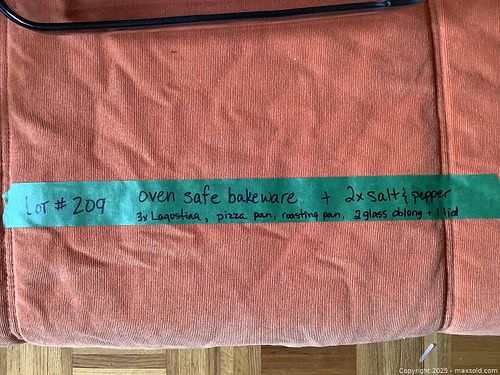 LOT # 209
oven safe bakeware + 2x salt & pepper
3x Lagostina, pizza pan, roasting pan, 2 glass oblong + 1 lid
Copyright 2025 - maxsold.com